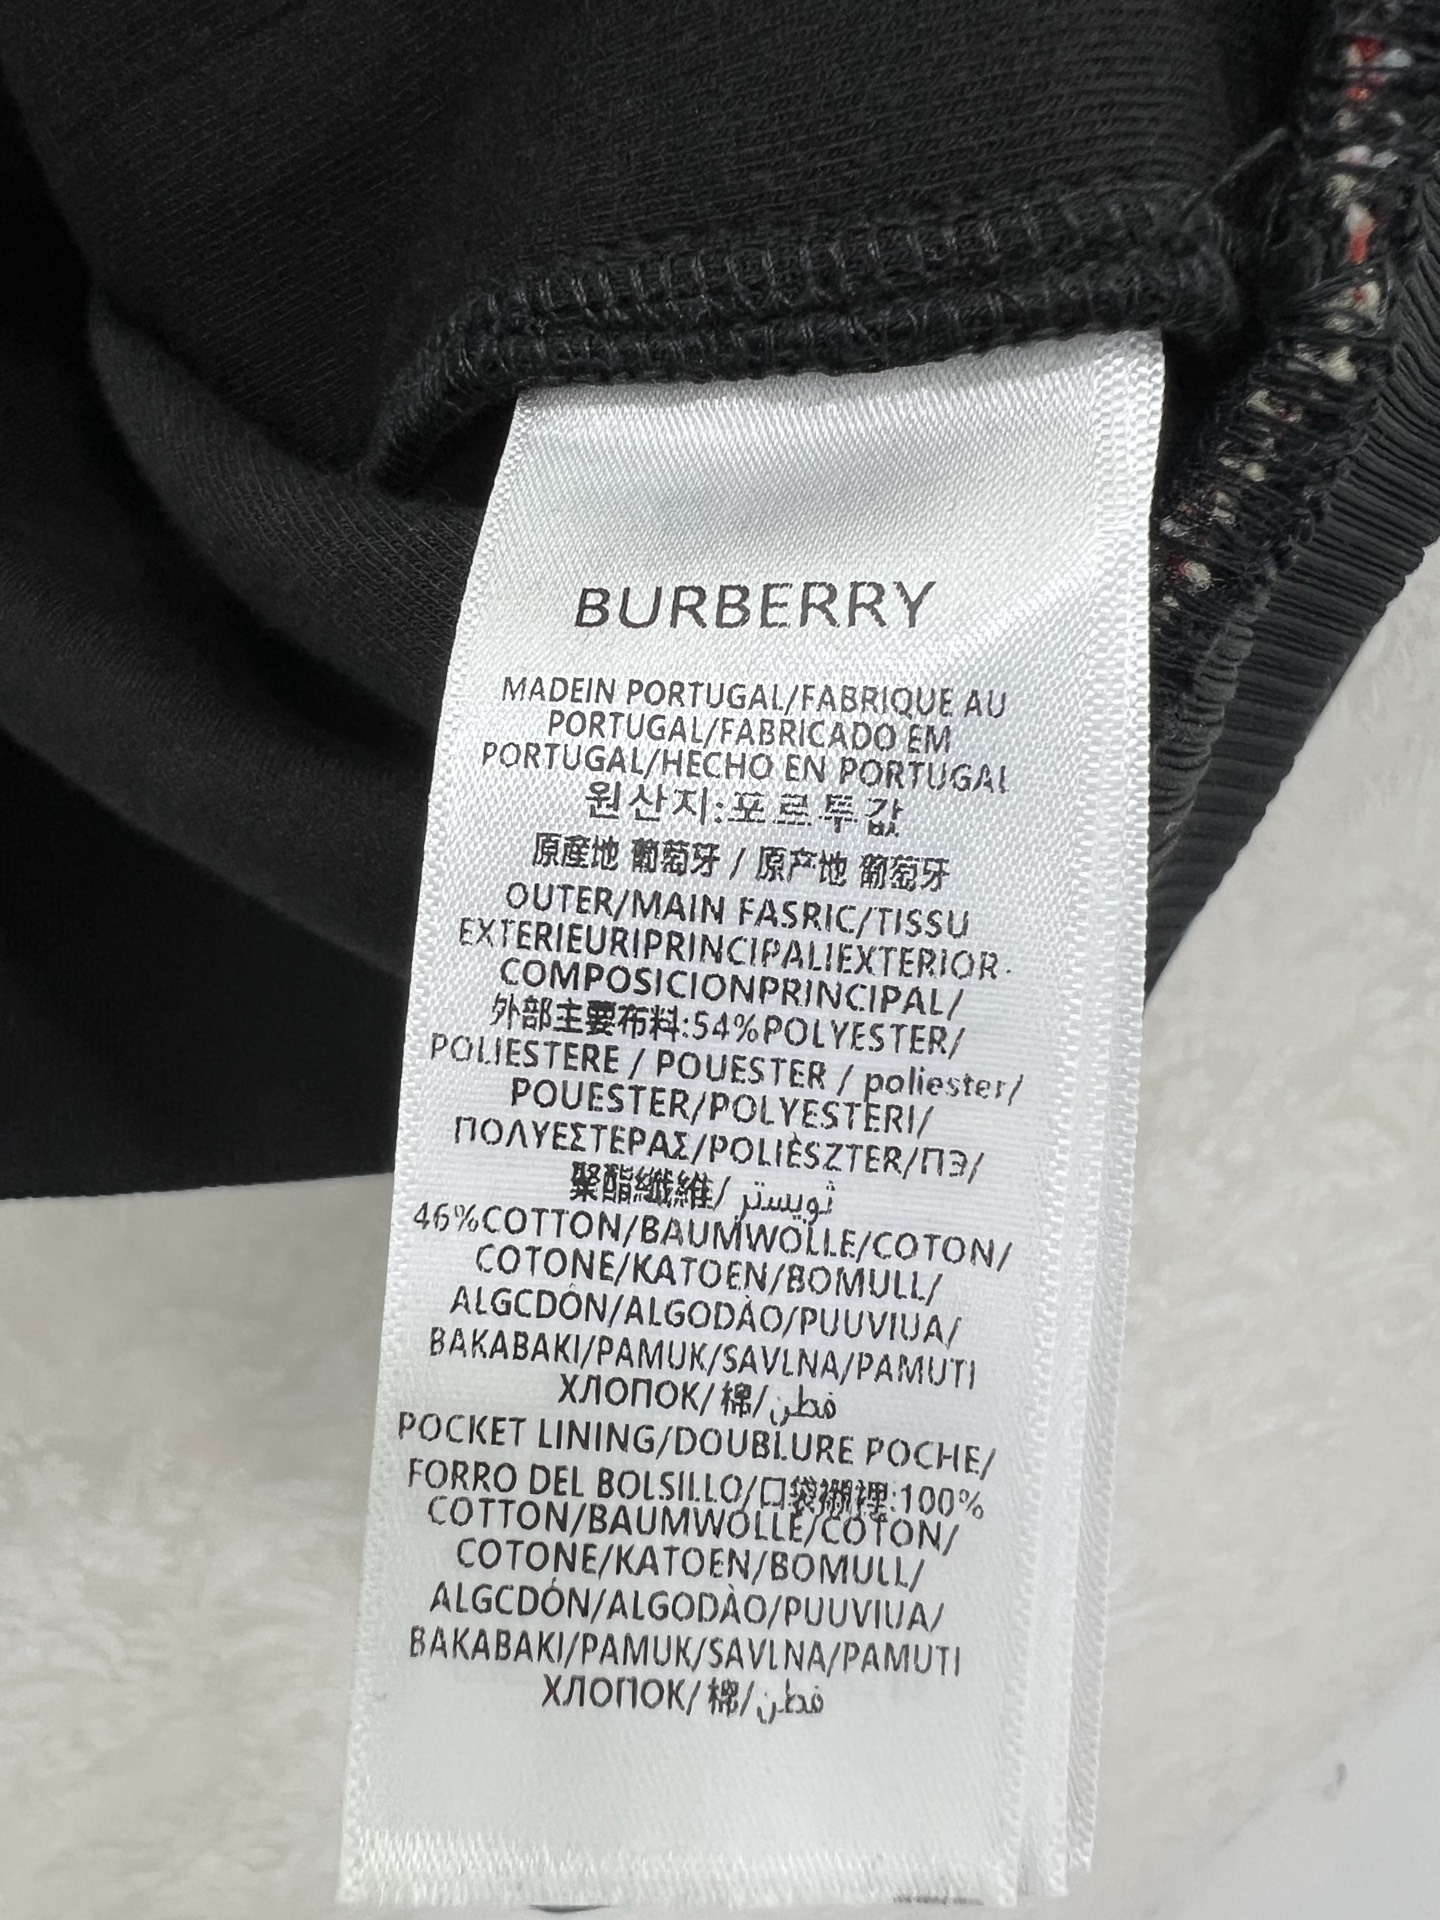 BURBERRY
MADEIN PORTUGAL/FABRIQUE AU
PORTUGAL/FABRICADO EM
PORTUGAL/HECHO EN PORTUGAL
원산지:포르투값
原產地 葡萄牙 / 原产地 葡萄牙
OUTER/MAIN FASRIC/TISSU
EXTERIEURIPRINCIPALIEXTERIOR-
COMPOSICIONPRINCIPAL/
外部主要布料:54%POLYESTER/
POLIESTERE / POUESTER / poliester/
POUESTER/POLYESTERI/
ΠΟΛΥΕΣΤΕΡΑΣ/POLIÈSZTER/ПЭ/
聚酯纖維/ ثويستر
46%COTTON/BAUMWOLLE/COTON/
COTONE/KATOEN/BOMULL/
ALGCDÓN/ALGODÀO/PUUVIUA/
BAKABAKI/PAMUK/SAVLNA/PAMUTI
ХЛОПОК/棉/فطن
POCKET LINING/DOUBLURE POCHE/
FORRO DEL BOLSILLO/口袋襯裡:100%
COTTON/BAUMWOLLE/COTON/
COTONE/KATOEN/BOMULL/
ALGCDÓN/ALGODÀO/PUUVIUA/
BAKABAKI/PAMUK/SAVLNA/PAMUTI
ХЛОПОК/棉/فطن